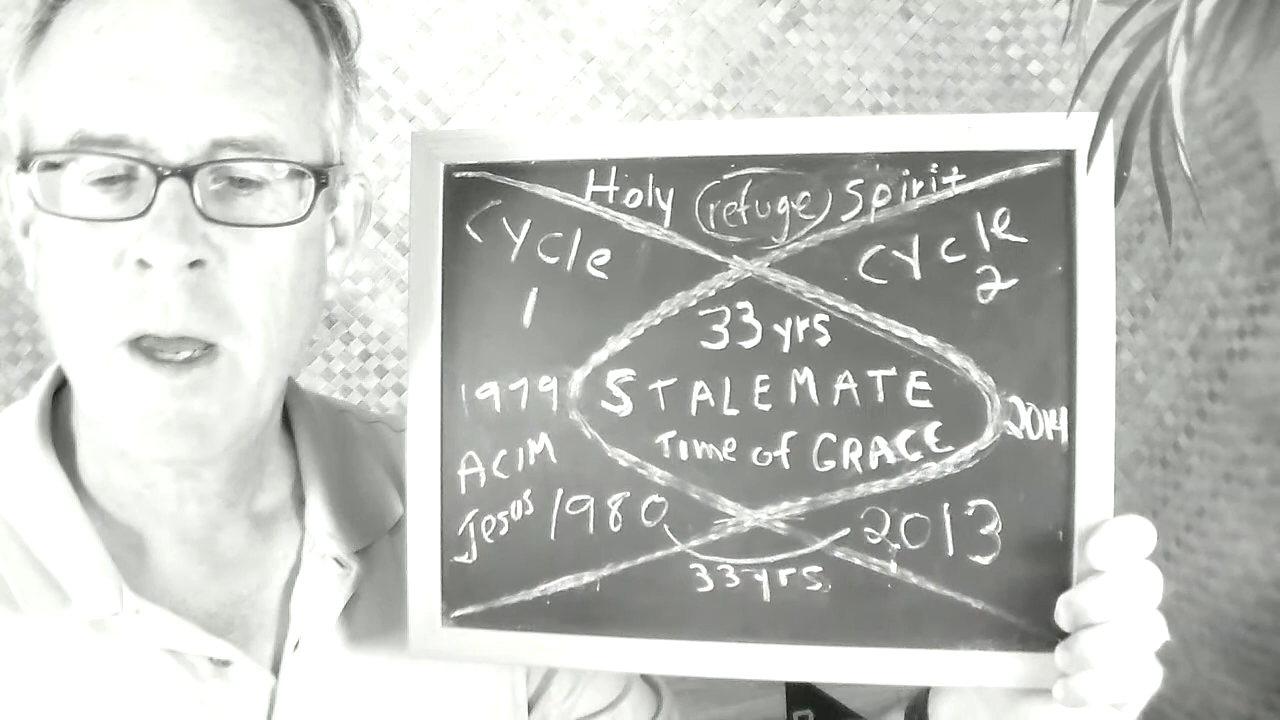 Holy refuge Spirit
Cycle 1
Cycle 2
33 yrs
1979 STALEMATE 2014
Time of GRACE
ACIM
Jesus 1980 2013
33 yrs.